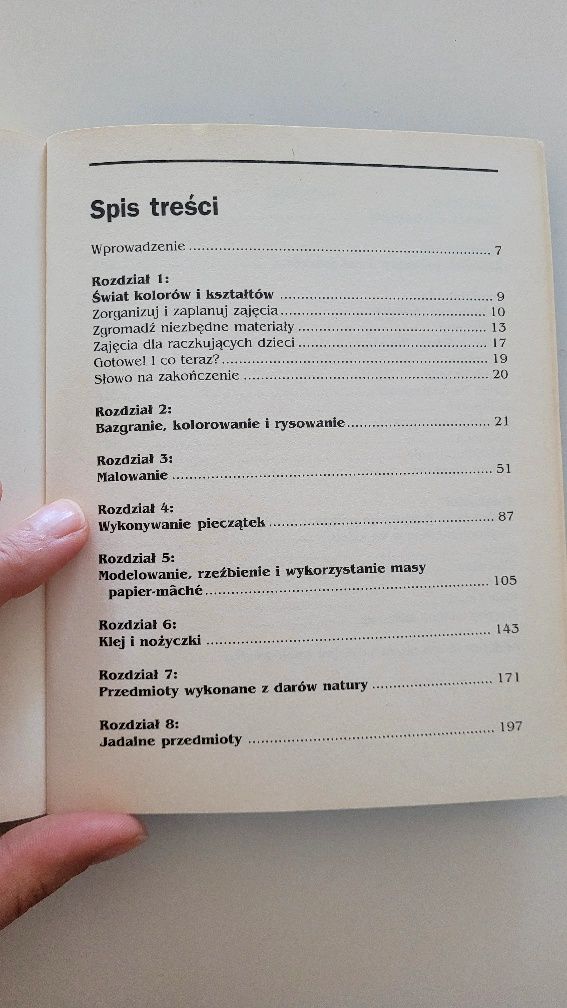 Spis treści
Wprowadzenie ........ 7
Rozdział 1:
Świat kolorów i kształtów ........ 9
Zorganizuj i zaplanuj zajęcia ........ 10
Zgromadź niezbędne materiały ........ 13
Zajęcia dla raczkujących dzieci ........ 17
Gotowe! I co teraz? ........ 19
Słowo na zakończenie ........ 20
Rozdział 2:
Bazgranie, kolorowanie i rysowanie ........ 21
Rozdział 3:
Malowanie ........ 51
Rozdział 4:
Wykonywanie pieczątek ........ 87
Rozdział 5:
Modelowanie, rzeźbienie i wykorzystanie masy
papier-mâché ........ 105
Rozdział 6:
Klej i nożyczki ........ 143
Rozdział 7:
Przedmioty wykonane z darów natury ........ 171
Rozdział 8:
Jadalne przedmioty ........ 197